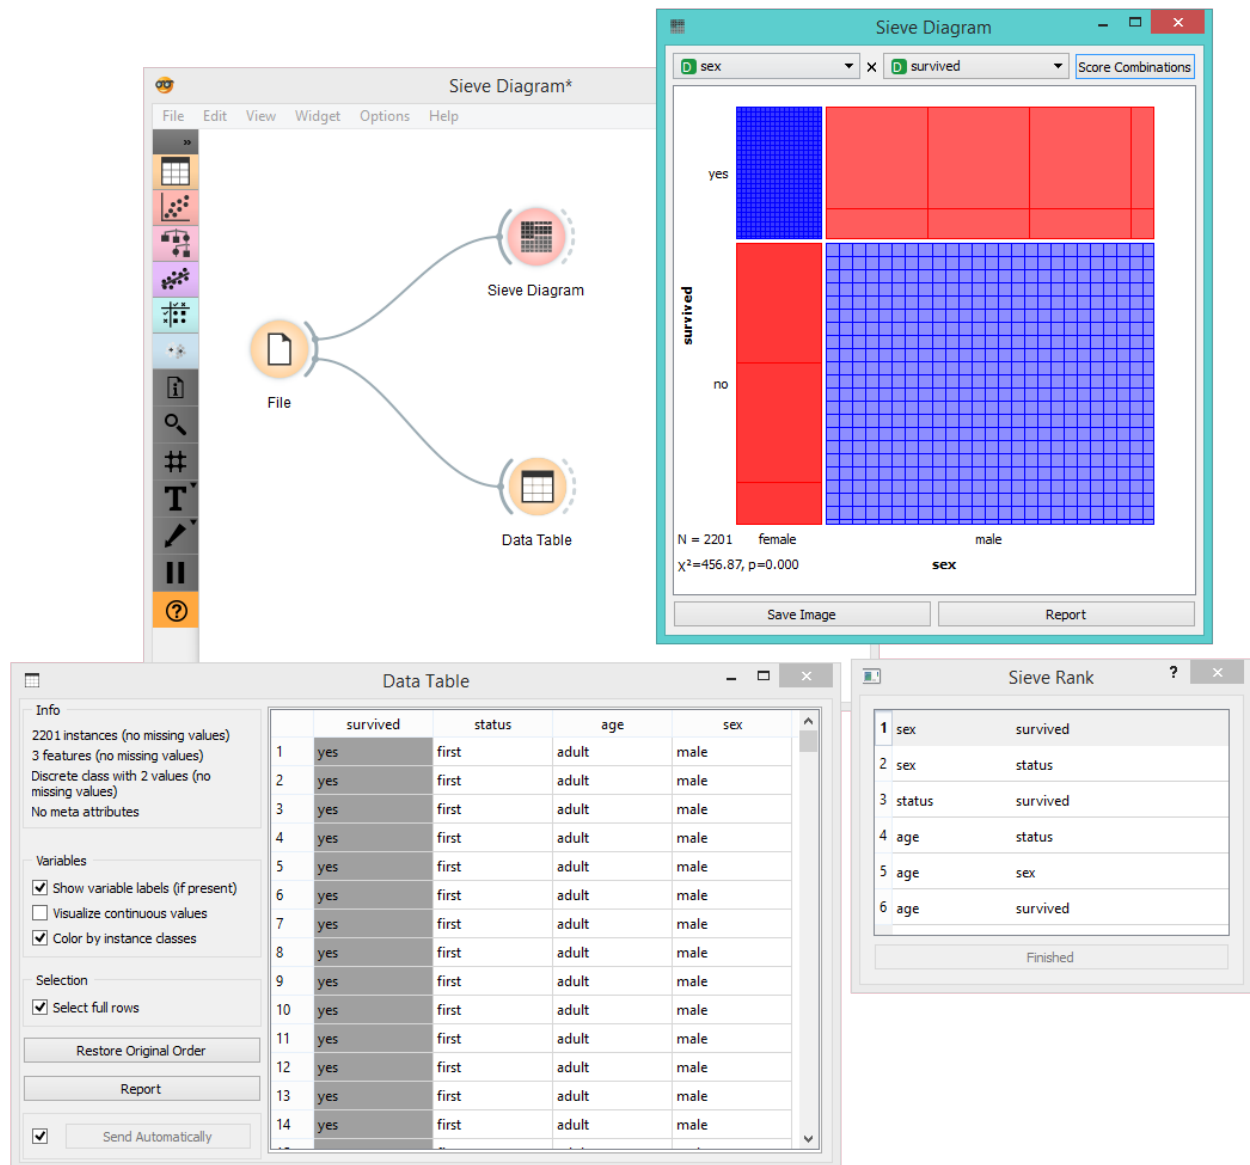 Sieve Diagram
sex × survived Score Combinations
yes
survived
no
N = 2201 female male
χ²=456.87, p=0.000 sex
Save Image Report
Sieve Diagram*
File Edit View Widget Options Help
»
Sieve Diagram
File
Data Table
Data Table
Info
2201 instances (no missing values)
3 features (no missing values)
Discrete class with 2 values (no
missing values)
No meta attributes
Variables
Show variable labels (if present)
Visualize continuous values
Color by instance classes
Selection
Select full rows
Restore Original Order
Report
Send Automatically
survived status age sex
1 yes first adult male
2 yes first adult male
3 yes first adult male
4 yes first adult male
5 yes first adult male
6 yes first adult male
7 yes first adult male
8 yes first adult male
9 yes first adult male
10 yes first adult male
11 yes first adult male
12 yes first adult male
13 yes first adult male
14 yes first adult male
Sieve Rank
1 sex survived
2 sex status
3 status survived
4 age status
5 age sex
6 age survived
Finished